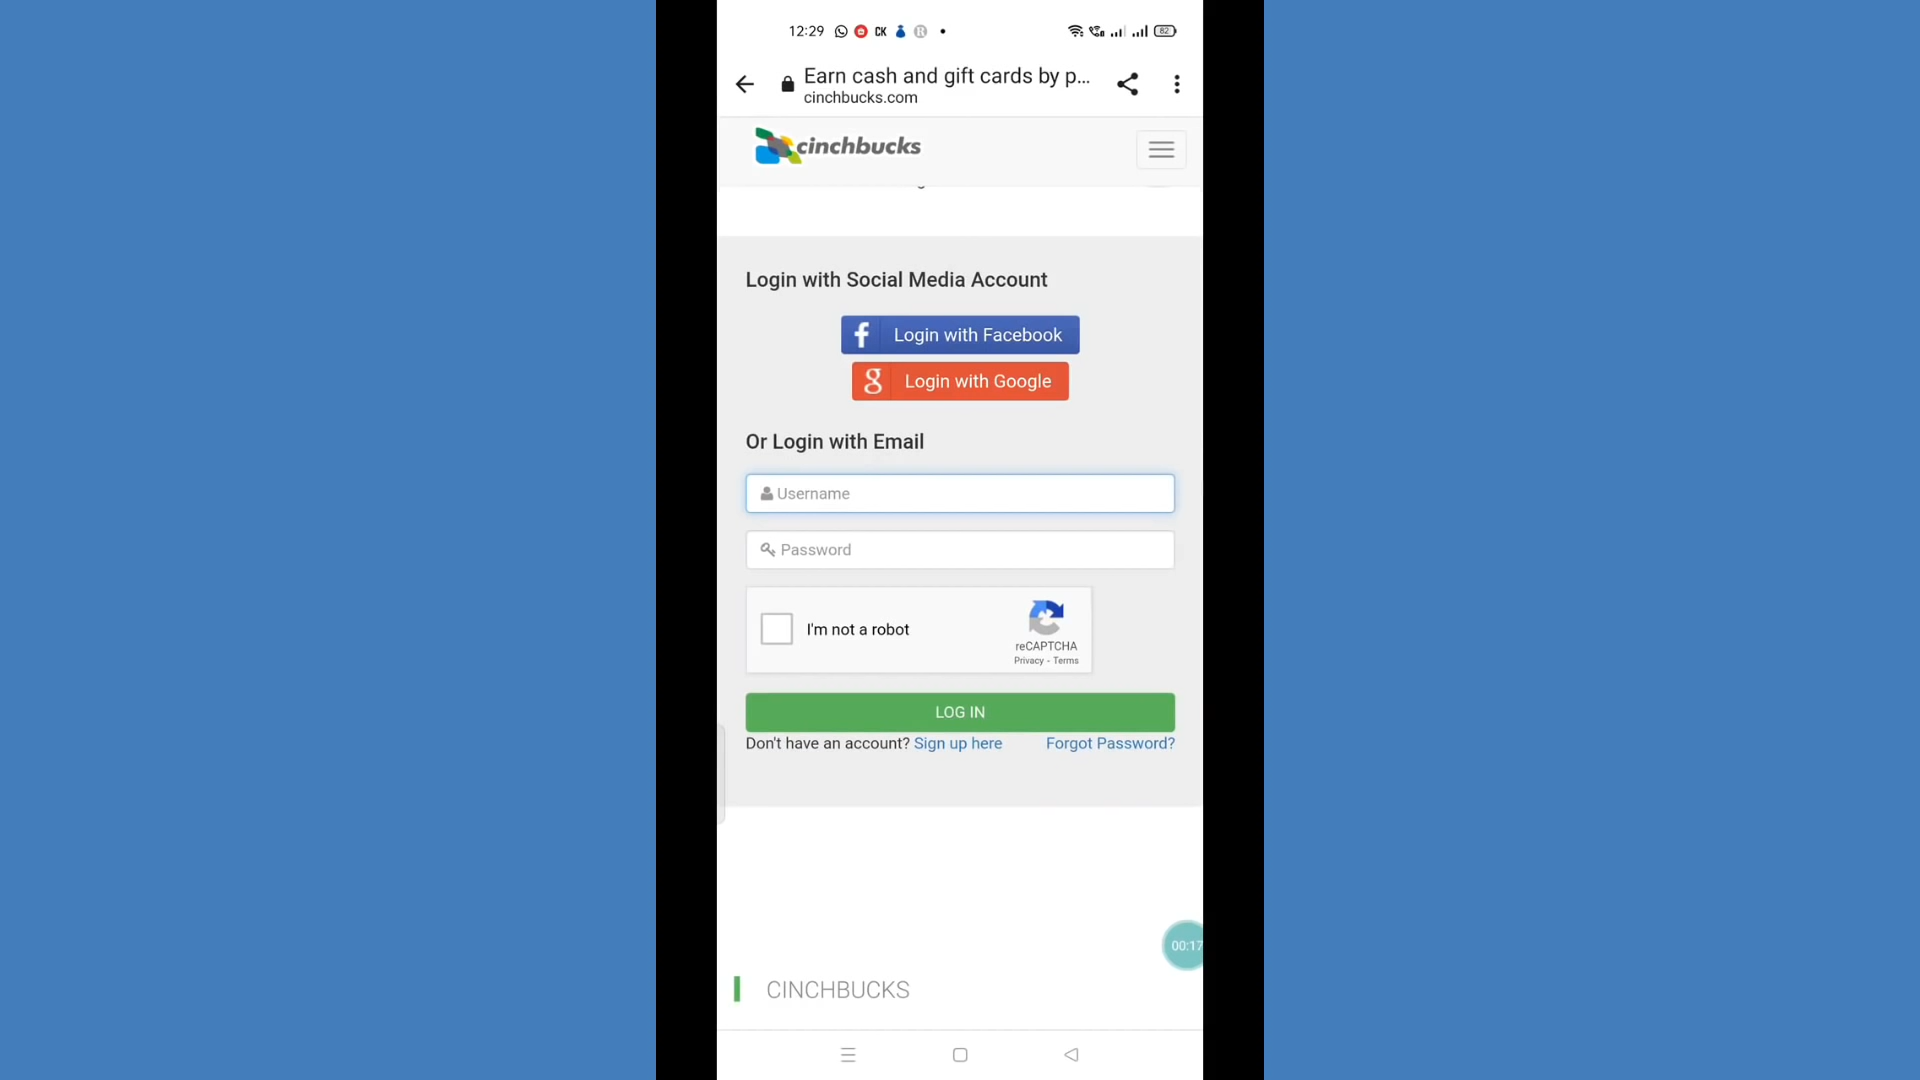 12:29 CK R 82
Earn cash and gift cards by p...
cinchbucks.com
cinchbucks
Login with Social Media Account
f Login with Facebook
g Login with Google
Or Login with Email
Username
Password
I'm not a robot
reCAPTCHA
Privacy - Terms
LOG IN
Don't have an account? Sign up here Forgot Password?
00:17
CINCHBUCKS